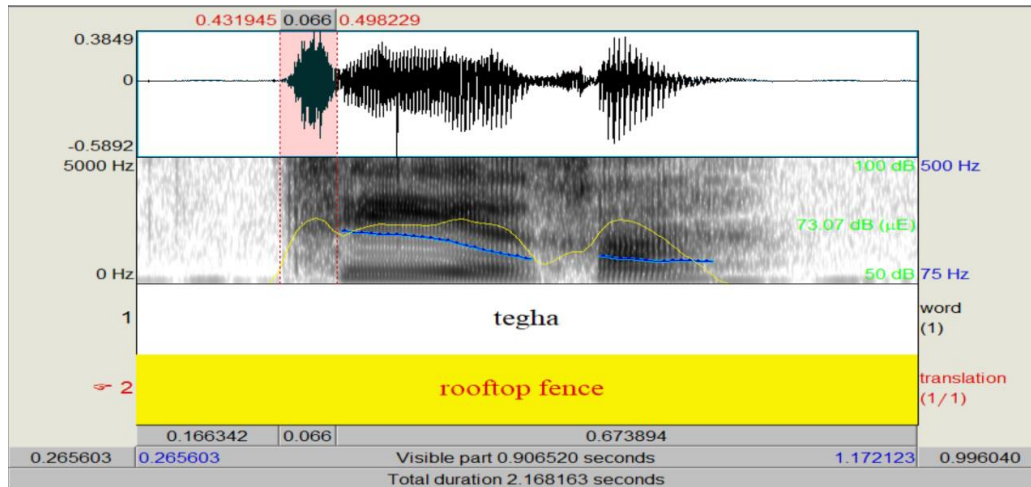 0.431945 0.066 0.498229
0.3849
0
-0.5892
5000 Hz 100 dB 500 Hz
73.07 dB (µE)
0 Hz 50 dB 75 Hz
1 tegha word (1)
☞ 2 rooftop fence translation (1/1)
0.166342 0.066 0.673894
0.265603 0.265603 Visible part 0.906520 seconds 1.172123 0.996040
Total duration 2.168163 seconds